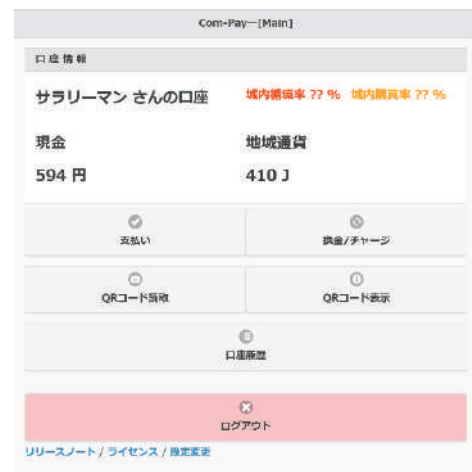 Com-Pay—[Main]
口座情報
サラリーマン さんの口座
域内循環率 ?? % 域内購買率 ?? %
現金
地域通貨
594 円
410 J
支払い
換金/チャージ
QRコード読取
QRコード表示
口座履歴
ログアウト
リリースノート / ライセンス / 設定変更